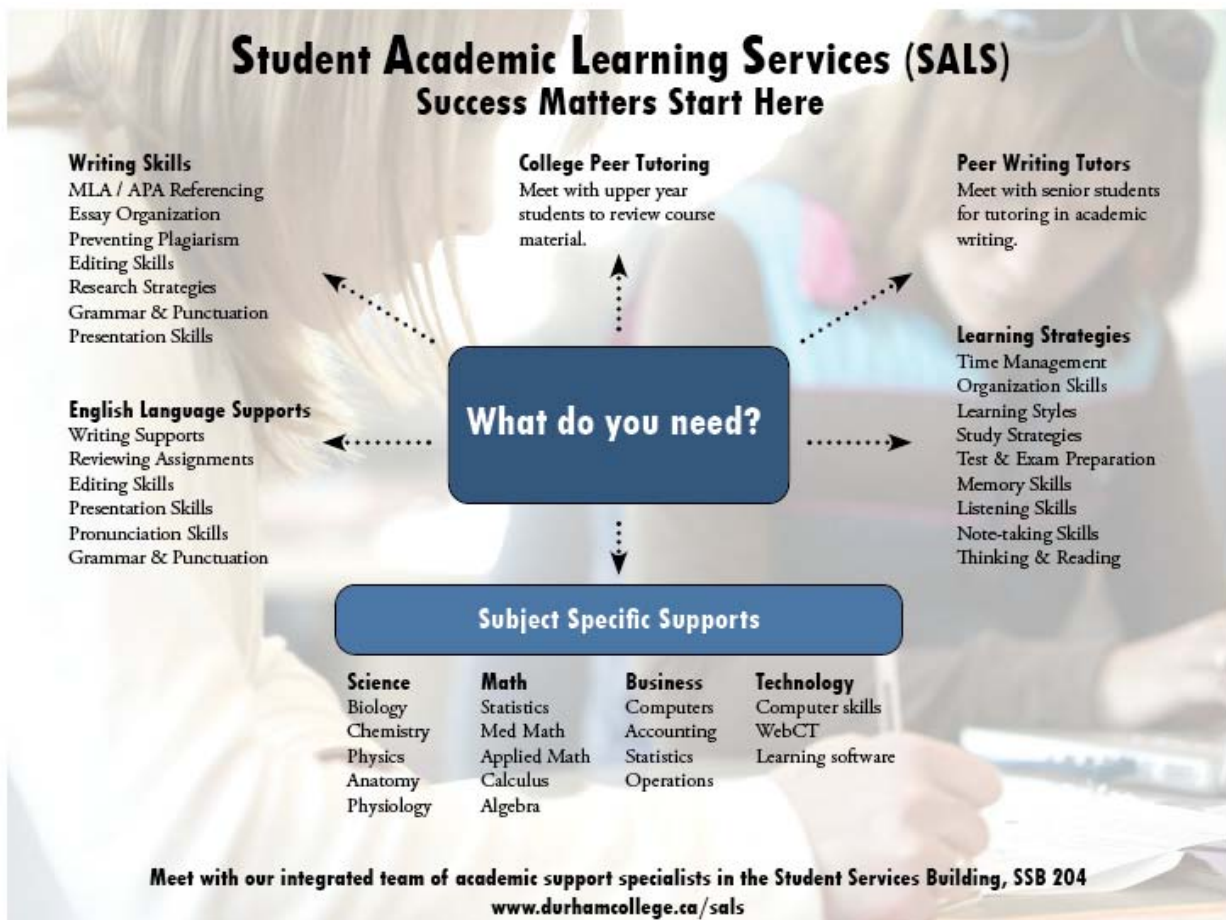 Student Academic Learning Services (SALS)
Success Matters Start Here
Writing Skills
MLA / APA Referencing
Essay Organization
Preventing Plagiarism
Editing Skills
Research Strategies
Grammar & Punctuation
Presentation Skills
College Peer Tutoring
Meet with upper year
students to review course
material.
Peer Writing Tutors
Meet with senior students
for tutoring in academic
writing.
English Language Supports
Writing Supports
Reviewing Assignments
Editing Skills
Presentation Skills
Pronunciation Skills
Grammar & Punctuation
What do you need?
Learning Strategies
Time Management
Organization Skills
Learning Styles
Study Strategies
Test & Exam Preparation
Memory Skills
Listening Skills
Note-taking Skills
Thinking & Reading
Subject Specific Supports
Science
Biology
Chemistry
Physics
Anatomy
Physiology
Math
Statistics
Med Math
Applied Math
Calculus
Algebra
Business
Computers
Accounting
Statistics
Operations
Technology
Computer skills
WebCT
Learning software
Meet with our integrated team of academic support specialists in the Student Services Building, SSB 204
www.durhamcollege.ca/sals